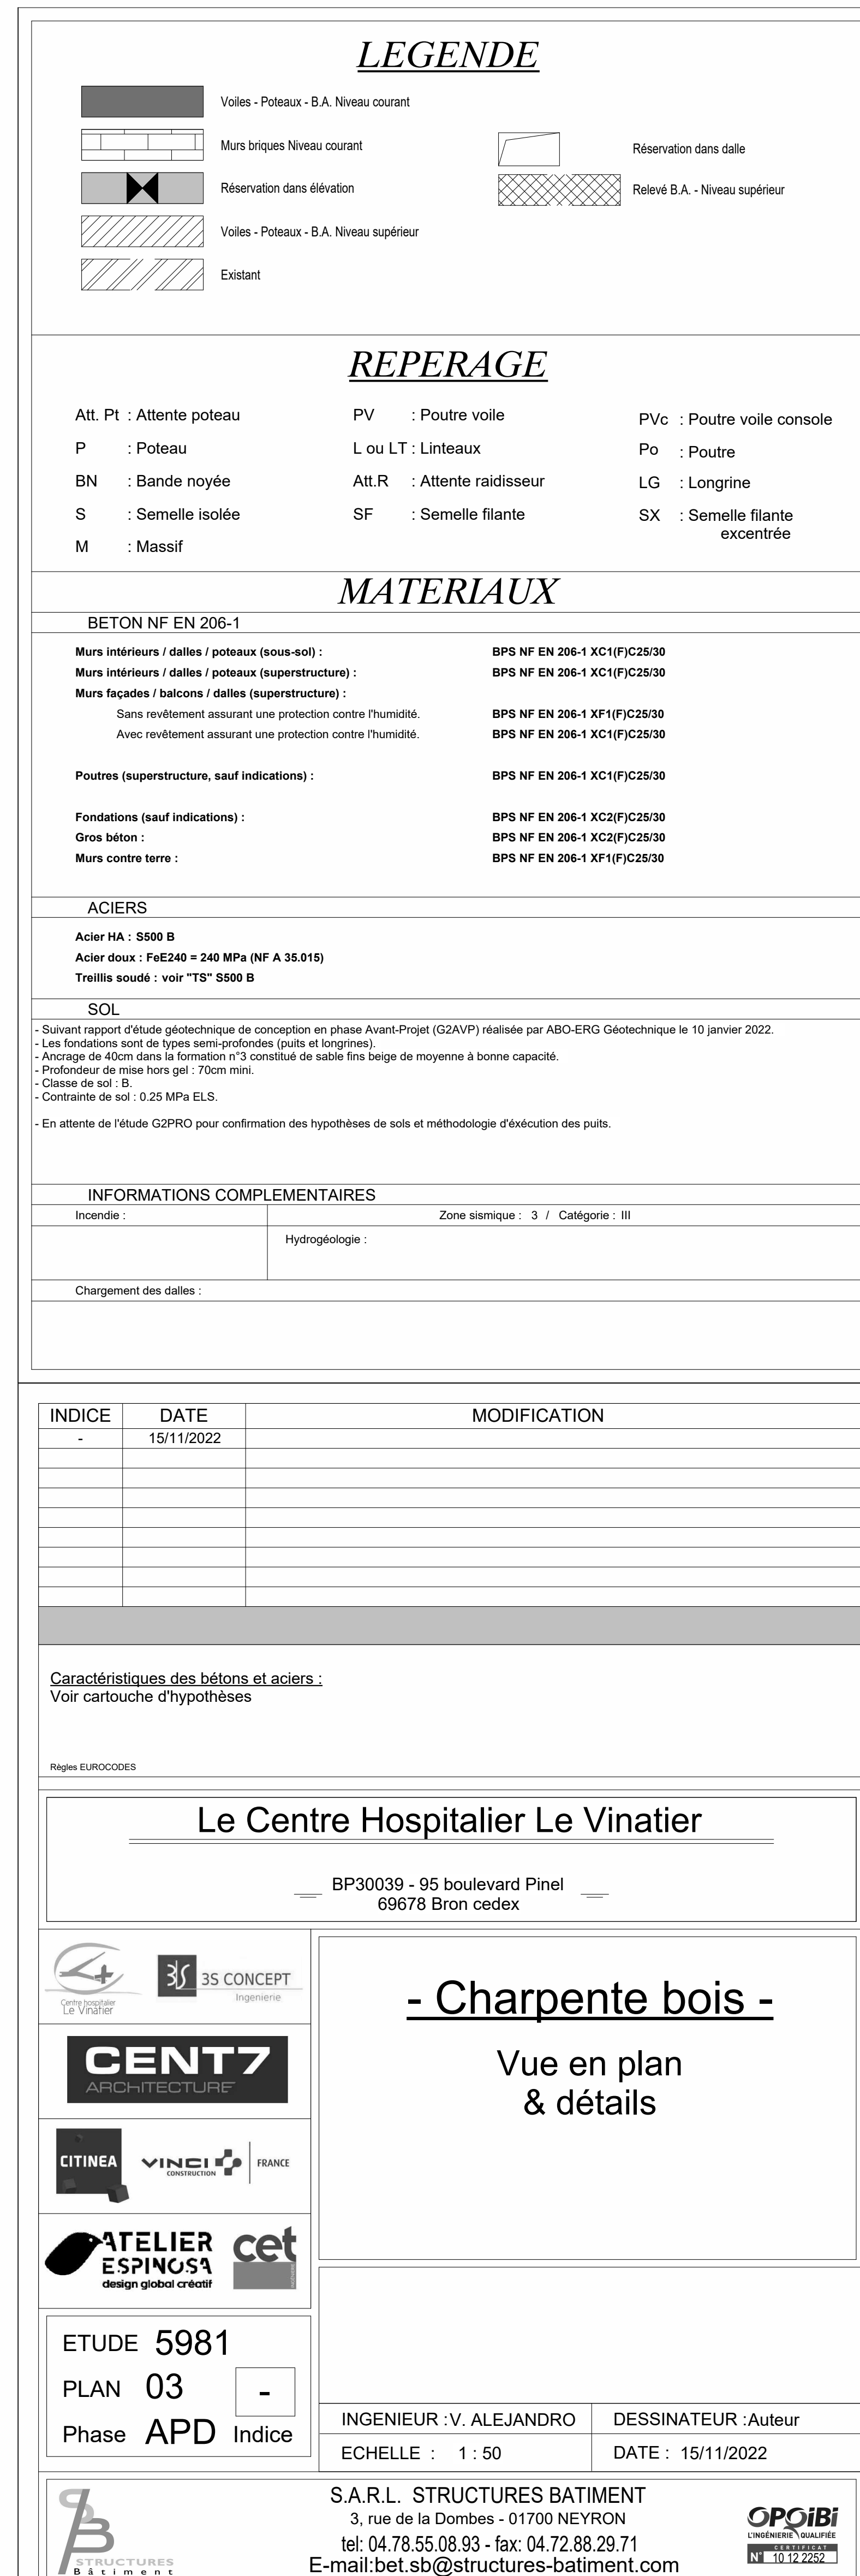 LEGENDE
Voiles - Poteaux - B.A. Niveau courant
Murs briques Niveau courant
Réservation dans dalle
Réservation dans élévation
Relevé B.A. - Niveau supérieur
Voiles - Poteaux - B.A. Niveau supérieur
Existant
REPERAGE
Att. Pt : Attente poteau
PV : Poutre voile
PVc : Poutre voile console
P : Poteau
L ou LT : Linteaux
Po : Poutre
BN : Bande noyée
Att.R : Attente raidisseur
LG : Longrine
S : Semelle isolée
SF : Semelle filante
SX : Semelle filante
excentrée
M : Massif
MATERIAUX
BETON NF EN 206-1
Murs intérieurs / dalles / poteaux (sous-sol) : BPS NF EN 206-1 XC1(F)C25/30
Murs intérieurs / dalles / poteaux (superstructure) : BPS NF EN 206-1 XC1(F)C25/30
Murs façades / balcons / dalles (superstructure) :
Sans revêtement assurant une protection contre l'humidité. BPS NF EN 206-1 XF1(F)C25/30
Avec revêtement assurant une protection contre l'humidité. BPS NF EN 206-1 XC1(F)C25/30
Poutres (superstructure, sauf indications) : BPS NF EN 206-1 XC1(F)C25/30
Fondations (sauf indications) : BPS NF EN 206-1 XC2(F)C25/30
Gros béton : BPS NF EN 206-1 XC2(F)C25/30
Murs contre terre : BPS NF EN 206-1 XF1(F)C25/30
ACIERS
Acier HA : S500 B
Acier doux : FeE240 = 240 MPa (NF A 35.015)
Treillis soudé : voir "TS" S500 B
SOL
- Suivant rapport d'étude géotechnique de conception en phase Avant-Projet (G2AVP) réalisée par ABO-ERG Géotechnique le 10 janvier 2022.
- Les fondations sont de types semi-profondes (puits et longrines).
- Ancrage de 40cm dans la formation n°3 constitué de sable fins beige de moyenne à bonne capacité.
- Profondeur de mise hors gel : 70cm mini.
- Classe de sol : B.
- Contrainte de sol : 0.25 MPa ELS.
- En attente de l'étude G2PRO pour confirmation des hypothèses de sols et méthodologie d'éxécution des puits.
INFORMATIONS COMPLEMENTAIRES
Incendie :
Zone sismique : 3 / Catégorie : III
Hydrogéologie :
Chargement des dalles :
INDICE DATE MODIFICATION
- 15/11/2022
Caractéristiques des bétons et aciers :
Voir cartouche d'hypothèses
Règles EUROCODES
Le Centre Hospitalier Le Vinatier
BP30039 - 95 boulevard Pinel
69678 Bron cedex
Centre hospitalier
Le Vinatier
3S CONCEPT
Ingenierie
CENT7
ARCHITECTURE
CITINEA
VINCI
CONSTRUCTION
FRANCE
ATELIER
ESPINOSA
design global créatif
cet
- Charpente bois -
Vue en plan
& détails
ETUDE 5981
PLAN 03 -
Phase APD Indice
INGENIEUR : V. ALEJANDRO
DESSINATEUR : Auteur
ECHELLE : 1 : 50
DATE : 15/11/2022
STRUCTURES
Bâtiment
S.A.R.L. STRUCTURES BATIMENT
3, rue de la Dombes - 01700 NEYRON
tel: 04.78.55.08.93 - fax: 04.72.88.29.71
E-mail:bet.sb@structures-batiment.com
OPQIBI
L'INGÉNIERIE QUALIFIÉE
CERTIFICAT
N° 10 12 2252